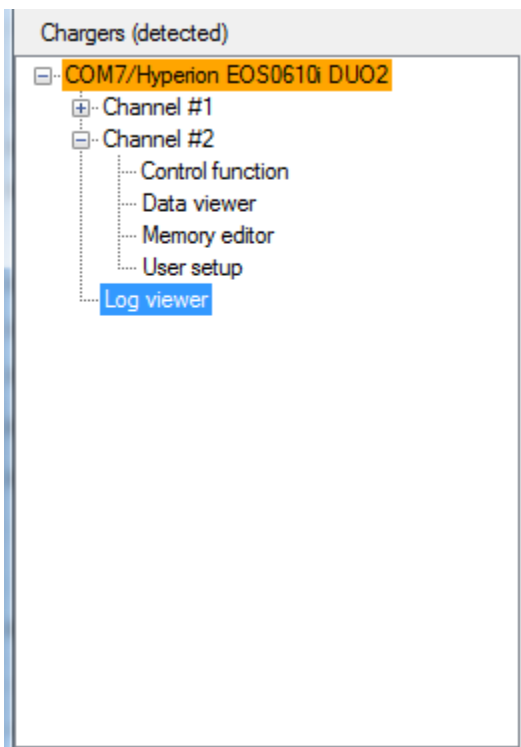 Chargers (detected)
COM7/Hyperion EOS0610i DUO2
Channel #1
Channel #2
Control function
Data viewer
Memory editor
User setup
Log viewer